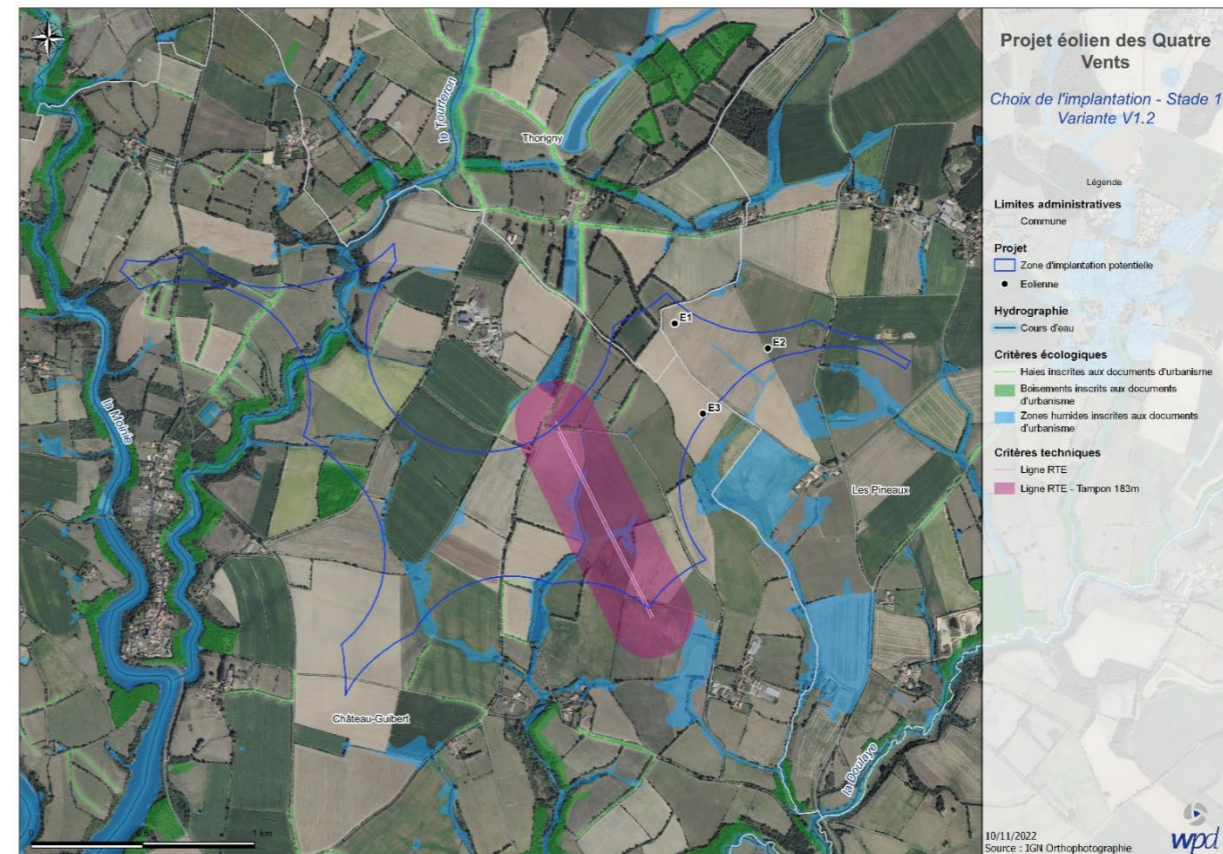 Projet éolien des Quatre
Vents
Choix de l'implantation - Stade 1
Variante V1.2
Légende
Limites administratives
Commune
Projet
Zone d'implantation potentielle
Eolienne
Hydrographie
Cours d'eau
Critères écologiques
Haies inscrites aux documents d'urbanisme
Boisements inscrits aux documents
d'urbanisme
Zones humides inscrites aux documents
d'urbanisme
Critères techniques
Ligne RTE
Ligne RTE - Tampon 183m
la Tourteron
Thorigny
E1
E2
E3
la Moinie
Les Pineaux
Château-Guibert
la Doulaye
0
1 km
10/11/2022
Source : IGN Orthophotographie
wpd